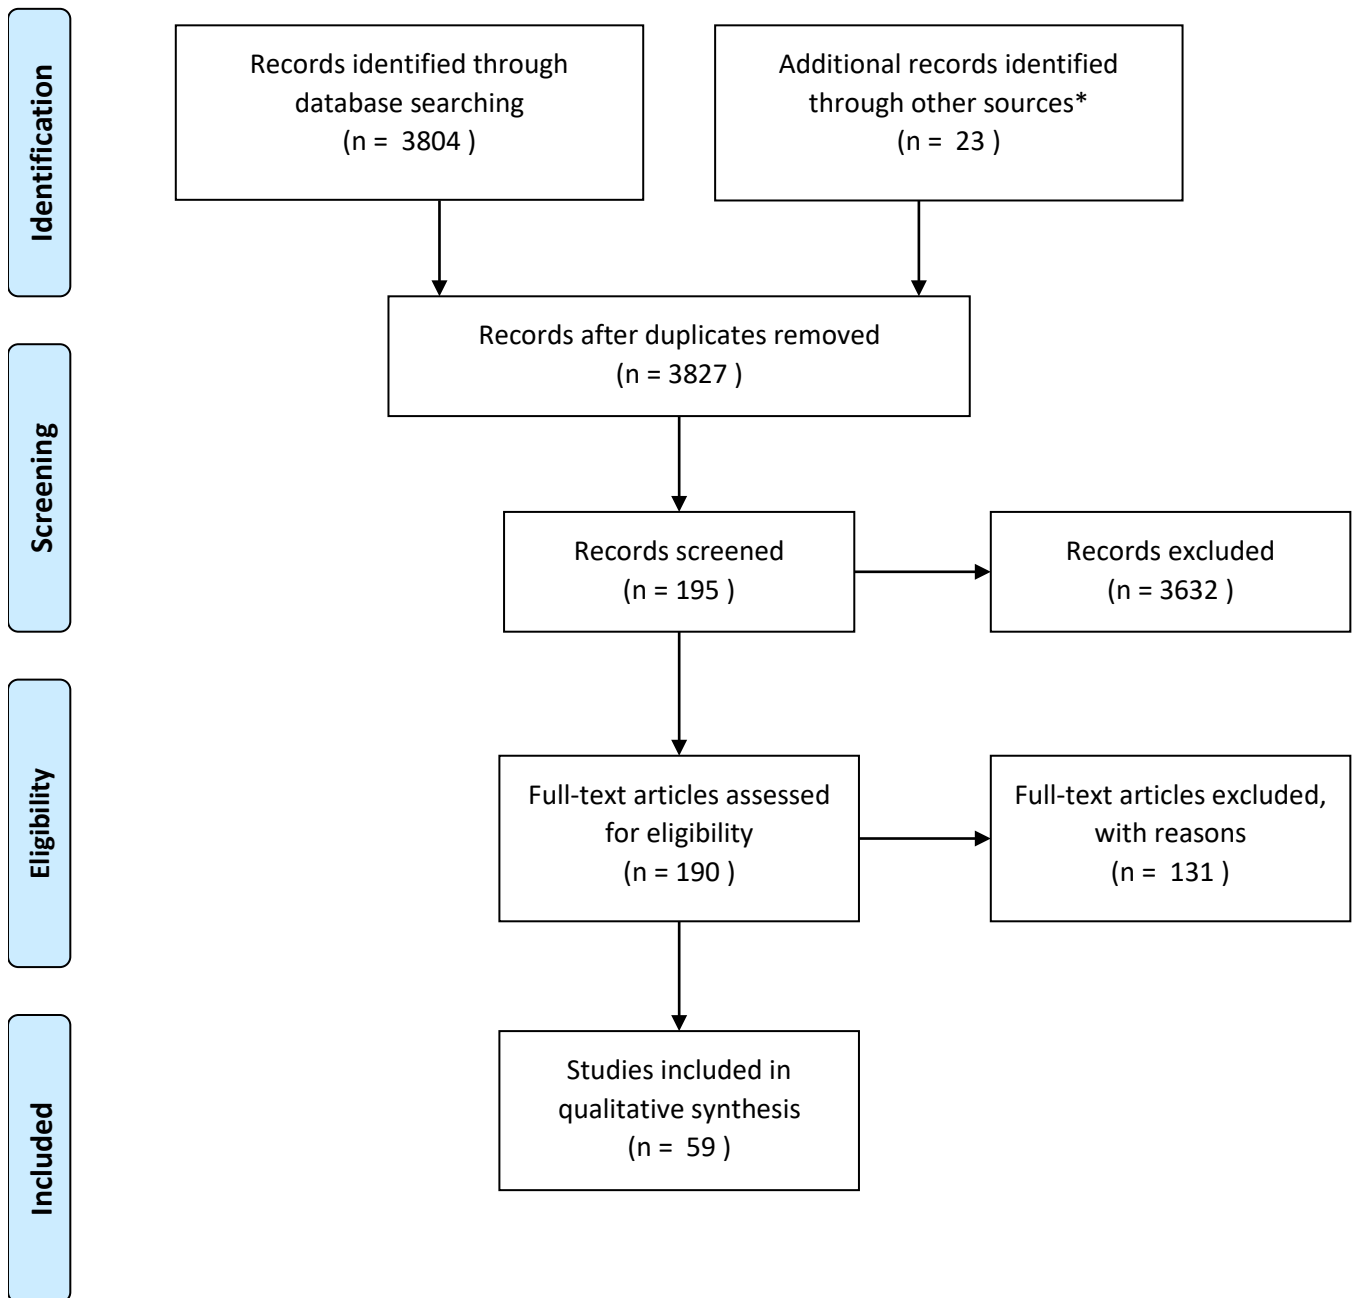 Identification
Records identified through
database searching
(n =  3804 )
Additional records identified
through other sources*
(n =  23 )
Screening
Records after duplicates removed
(n = 3827 )
Records screened
(n = 195 )
Records excluded
(n = 3632 )
Eligibility
Full-text articles assessed
for eligibility
(n = 190 )
Full-text articles excluded,
with reasons
(n =  131 )
Included
Studies included in
qualitative synthesis
(n =  59 )